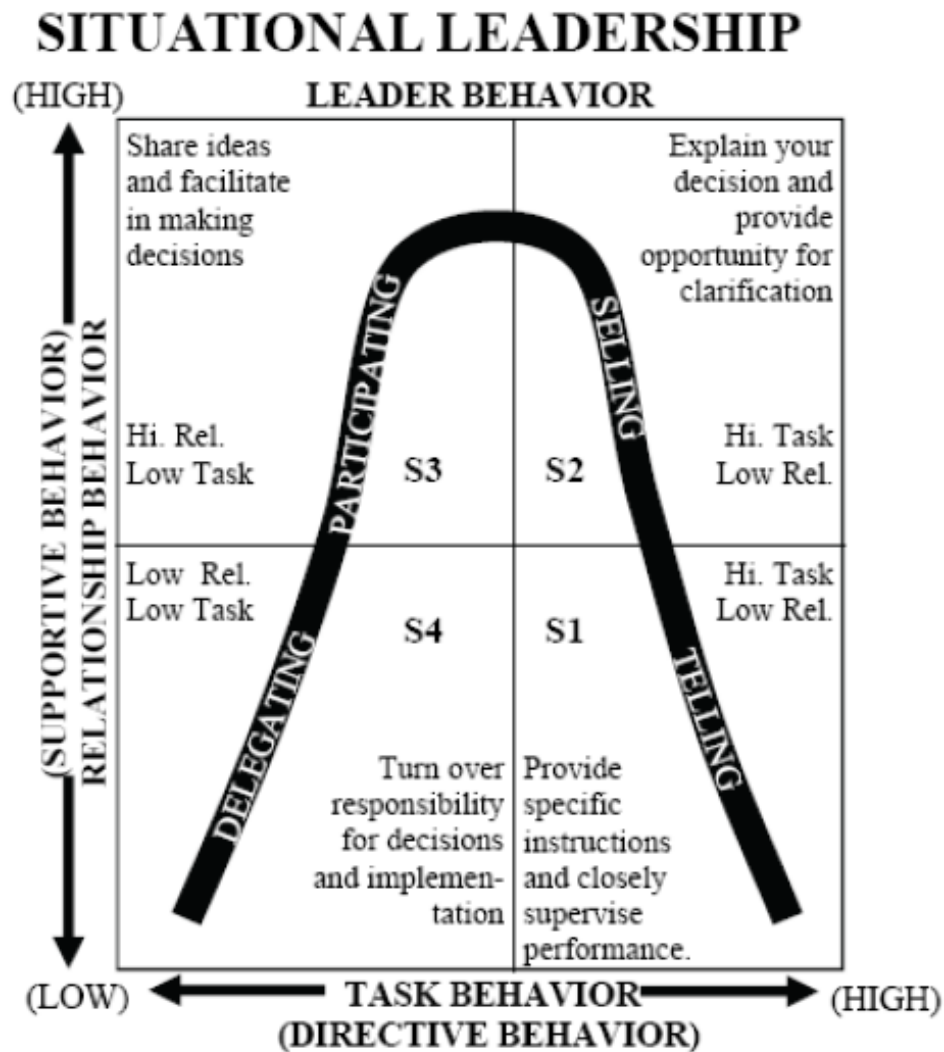 SITUATIONAL LEADERSHIP
(HIGH)
LEADER BEHAVIOR
Share ideas
and facilitate
in making
decisions
Explain your
decision and
provide
opportunity for
clarification
PARTICIPATING
SELLING
Hi. Rel.
Low Task
S3
S2
Hi. Task
Low Rel.
(SUPPORTIVE BEHAVIOR)
RELATIONSHIP BEHAVIOR
Low Rel.
Low Task
S4
S1
Hi. Task
Low Rel.
DELEGATING
TELLING
Turn over
responsibility
for decisions
and implemen-
tation
Provide
specific
instructions
and closely
supervise
performance.
(LOW)
TASK BEHAVIOR
(HIGH)
(DIRECTIVE BEHAVIOR)